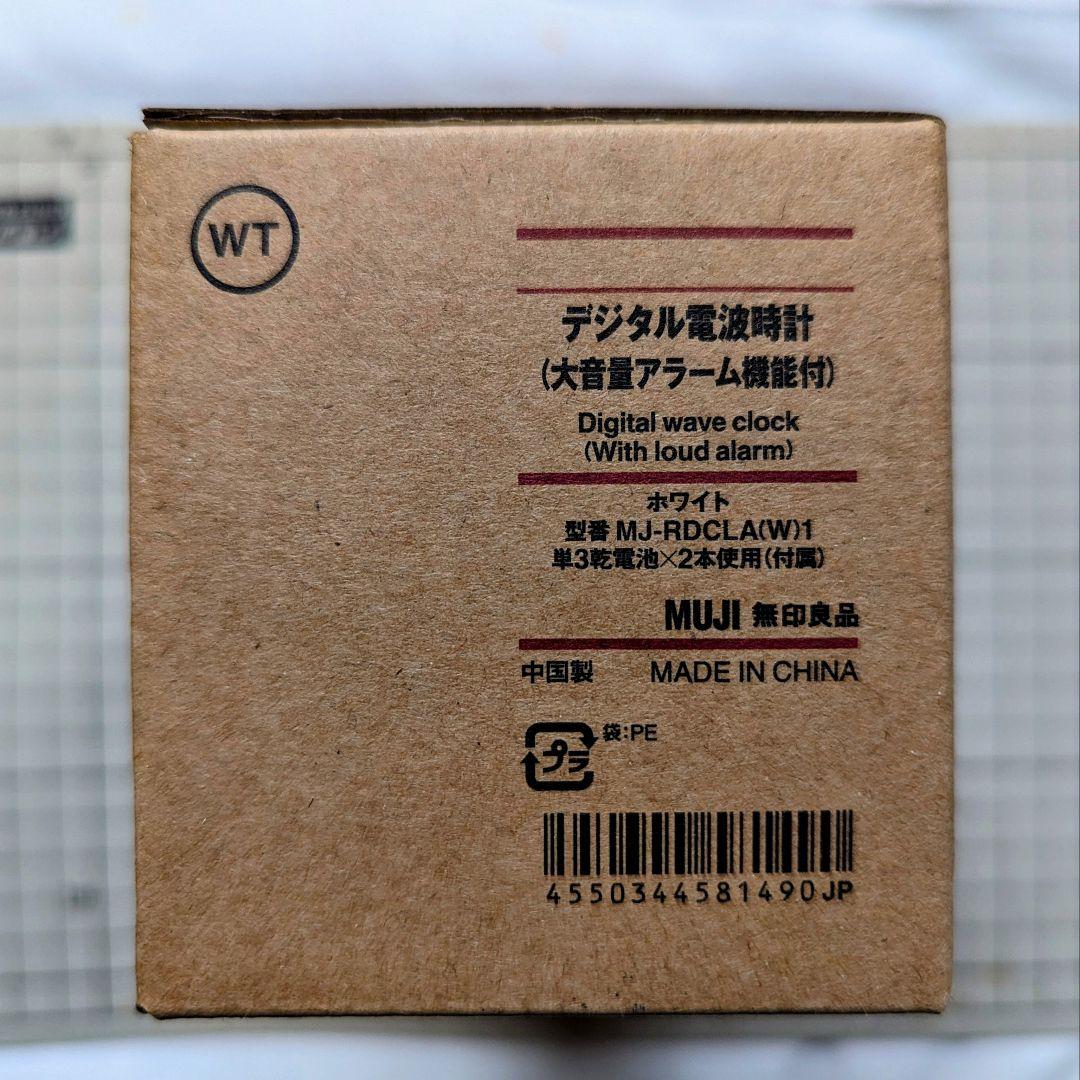 WT
デジタル電波時計
(大音量アラーム機能付)
Digital wave clock
(With loud alarm)
ホワイト
型番 MJ-RDCLA(W)1
単3乾電池×2本使用(付属)
MUJI 無印良品
中国製 MADE IN CHINA
プラ 袋:PE
4550344581490JP